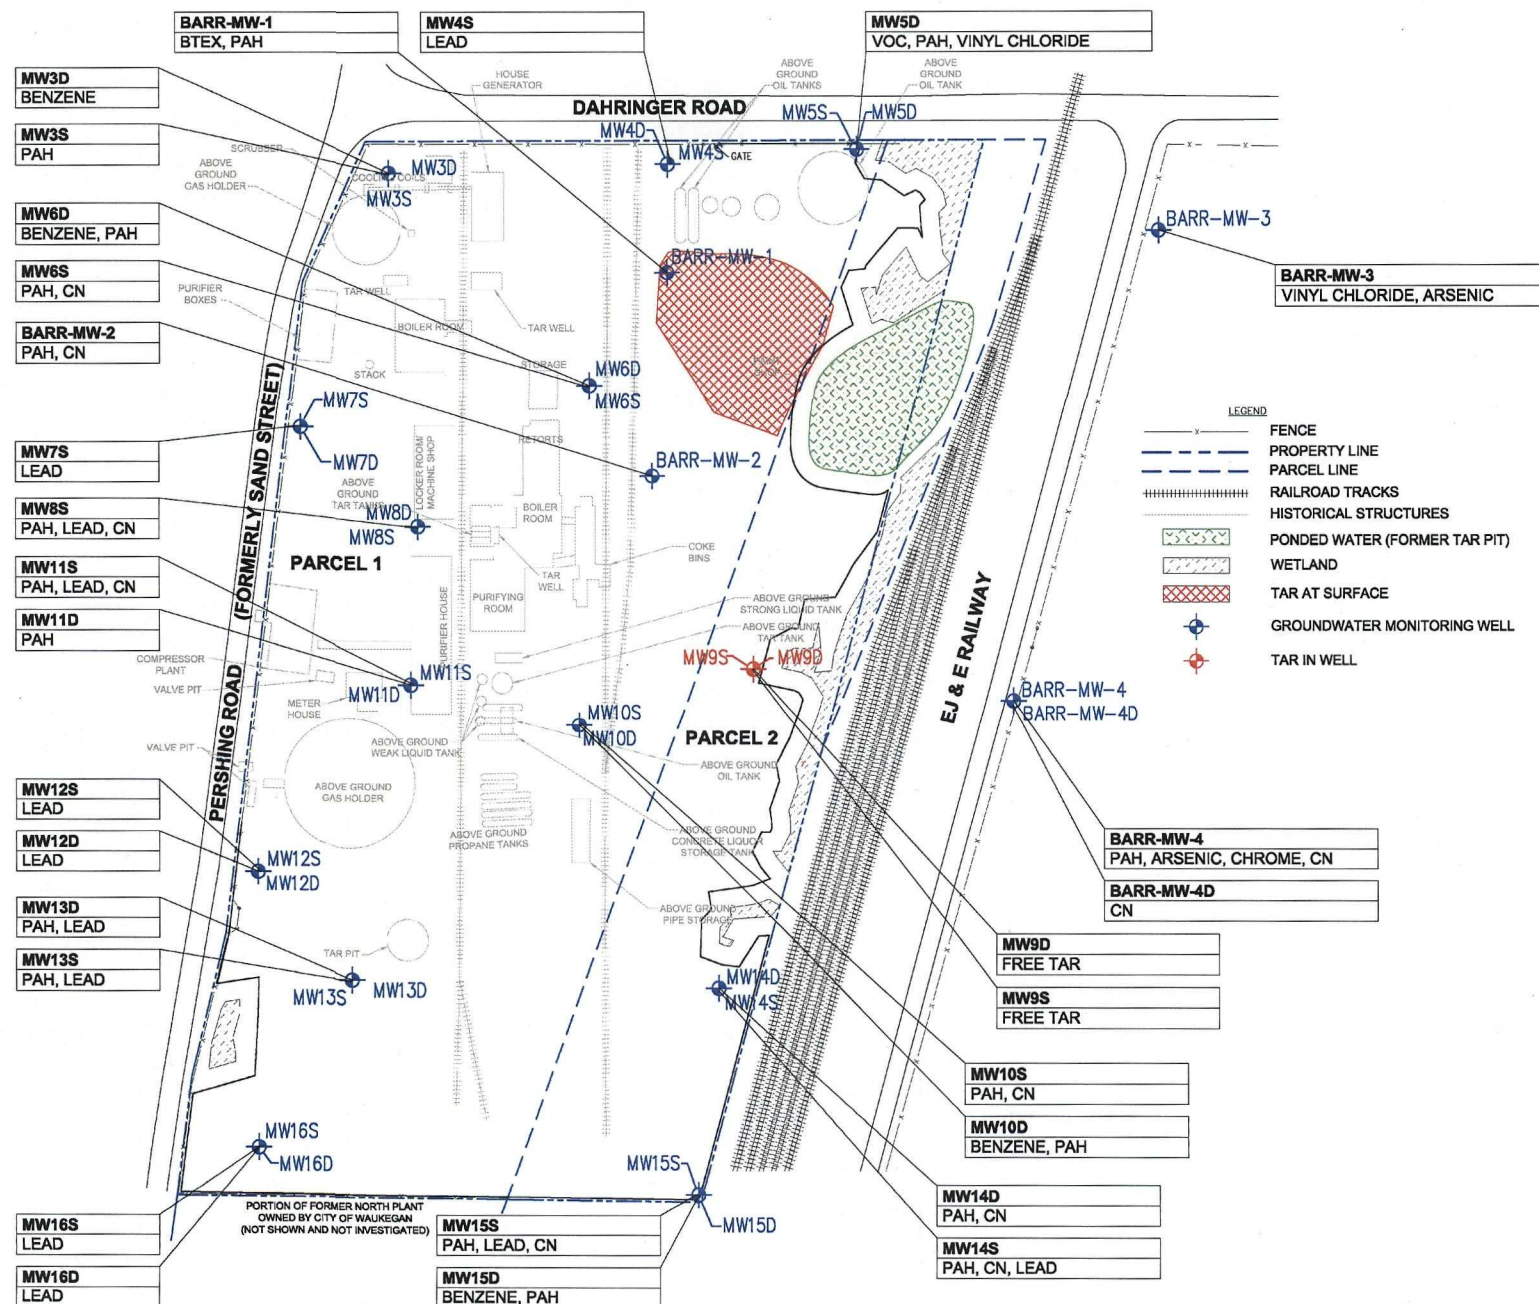 BARR-MW-1
BTEX, PAH
MW4S
LEAD
MW5D
VOC, PAH, VINYL CHLORIDE
MW3D
BENZENE
MW3S
PAH
MW6D
BENZENE, PAH
MW6S
PAH, CN
BARR-MW-2
PAH, CN
MW7S
LEAD
MW8S
PAH, LEAD, CN
MW11S
PAH, LEAD, CN
MW11D
PAH
MW12S
LEAD
MW12D
LEAD
MW13D
PAH, LEAD
MW13S
PAH, LEAD
MW16S
LEAD
MW16D
LEAD
HOUSE
GENERATOR
ABOVE
GROUND
OIL TANKS
ABOVE
GROUND
OIL TANK
DAHRINGER ROAD
MW5S
MW5D
MW4D
MW4S
GATE
SCRUBBER
ABOVE
GROUND
GAS HOLDER
COOLING COILS
MW3D
MW3S
BARR-MW-1
BARR-MW-3
BARR-MW-3
VINYL CHLORIDE, ARSENIC
PURIFIER
BOXES
TAR WELL
BOILER ROOM
TAR WELL
STACK
STORAGE
MW6D
MW6S
MW7S
MW7D
RETORTS
LOCKER ROOM/
MACHINE SHOP
ABOVE
GROUND
TAR TANKS
BARR-MW-2
MW8D
MW8S
BOILER
ROOM
COKE
BINS
TAR
WELL
PARCEL 1
PERSHING ROAD
(FORMERLY SAND STREET)
PURIFYING
ROOM
PURIFIER HOUSE
ABOVE GROUND
STRONG LIQUID TANK
ABOVE GROUND
TAR TANK
MW9S
MW9D
COMPRESSOR
PLANT
VALVE PIT
METER
HOUSE
MW11S
MW11D
MW10S
MW10D
PARCEL 2
ABOVE GROUND
WEAK LIQUID TANK
ABOVE GROUND
OIL TANK
VALVE PIT
ABOVE GROUND
GAS HOLDER
ABOVE GROUND
PROPANE TANKS
ABOVE GROUND
CONCRETE LIQUOR
STORAGE TANK
MW12S
MW12D
ABOVE GROUND
PIPE STORAGE
TAR PIT
MW13S
MW13D
MW14D
MW14S
MW16S
MW16D
MW15S
MW15D
PORTION OF FORMER NORTH PLANT
OWNED BY CITY OF WAUKEGAN
(NOT SHOWN AND NOT INVESTIGATED)
MW15S
PAH, LEAD, CN
MW15D
BENZENE, PAH
EJ & E RAILWAY
BARR-MW-4
BARR-MW-4D
LEGEND
FENCE
PROPERTY LINE
PARCEL LINE
RAILROAD TRACKS
HISTORICAL STRUCTURES
PONDED WATER (FORMER TAR PIT)
WETLAND
TAR AT SURFACE
GROUNDWATER MONITORING WELL
TAR IN WELL
BARR-MW-4
PAH, ARSENIC, CHROME, CN
BARR-MW-4D
CN
MW9D
FREE TAR
MW9S
FREE TAR
MW10S
PAH, CN
MW10D
BENZENE, PAH
MW14D
PAH, CN
MW14S
PAH, CN, LEAD